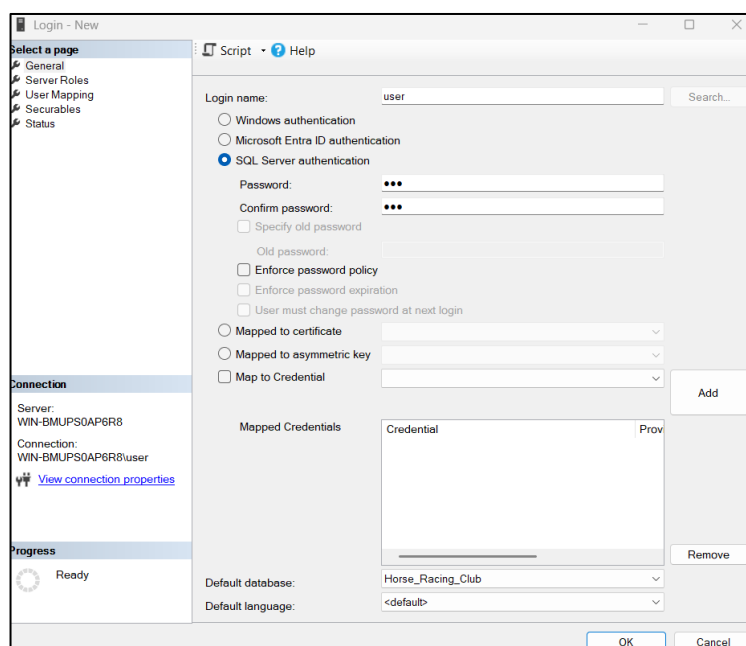 Login - New
Select a page
General
Server Roles
User Mapping
Securables
Status
Connection
Server:
WIN-BMUPS0AP6R8
Connection:
WIN-BMUPS0AP6R8\user
View connection properties
Progress
Ready
Script
Help
Login name:
user
Search...
Windows authentication
Microsoft Entra ID authentication
SQL Server authentication
Password:
•••
Confirm password:
•••
Specify old password
Old password:
Enforce password policy
Enforce password expiration
User must change password at next login
Mapped to certificate
Mapped to asymmetric key
Map to Credential
Add
Mapped Credentials
Credential
Prov
Remove
Default database:
Horse_Racing_Club
Default language:
<default>
OK
Cancel